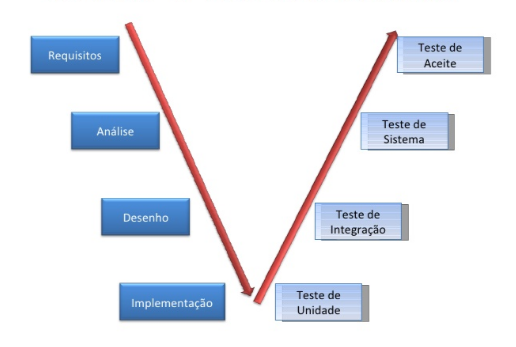 Requisitos
Teste de
Aceite
Análise
Teste de
Sistema
Desenho
Teste de
Integração
Implementação
Teste de
Unidade